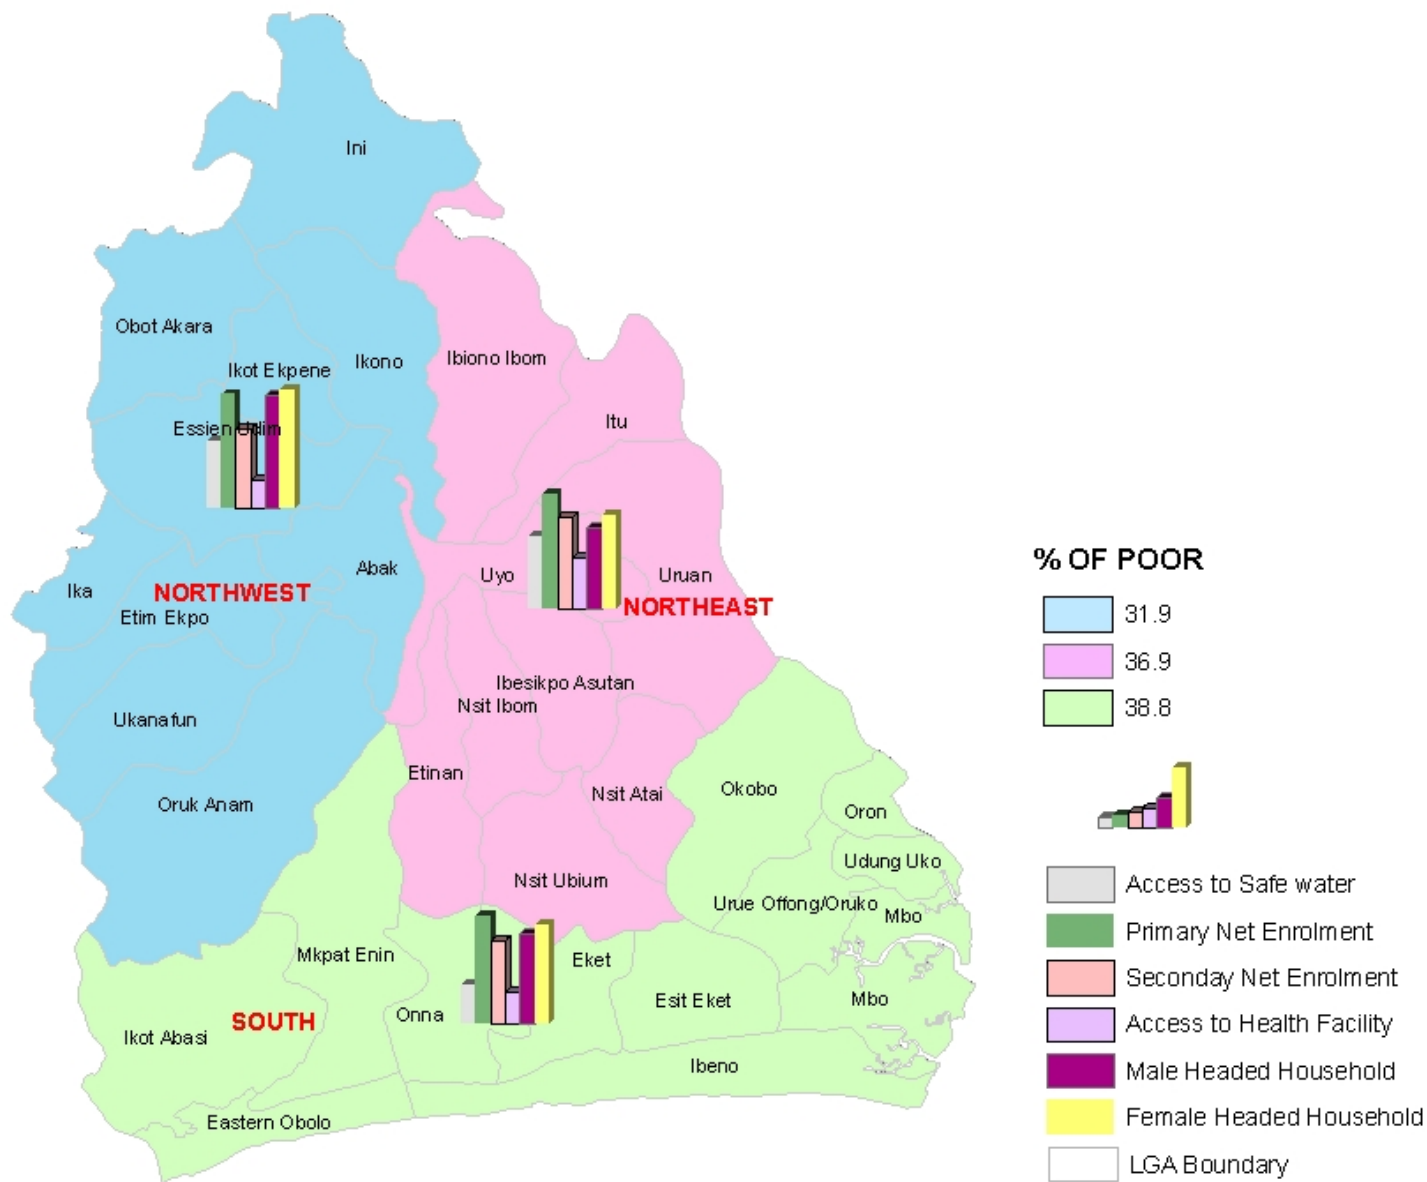 Ini
Obot Akara
Ikot Ekpene
Ikono
Ibiono Ibom
Essien Udim
Itu
Ika
NORTHWEST
Abak
Uyo
Uruan
Etim Ekpo
NORTHEAST
Ibesikpo Asutan
Nsit Ibom
Ukanafun
Etinan
Nsit Atai
Okobo
Oruk Anam
Oron
Udung Uko
Nsit Ubium
Urue Offong/Oruko
Mbo
Mkpat Enin
Eket
Esit Eket
Mbo
Onna
SOUTH
Ikot Abasi
Ibeno
Eastern Obolo
% OF POOR
31.9
36.9
38.8
Access to Safe water
Primary Net Enrolment
Seconday Net Enrolment
Access to Health Facility
Male Headed Household
Female Headed Household
LGA Boundary